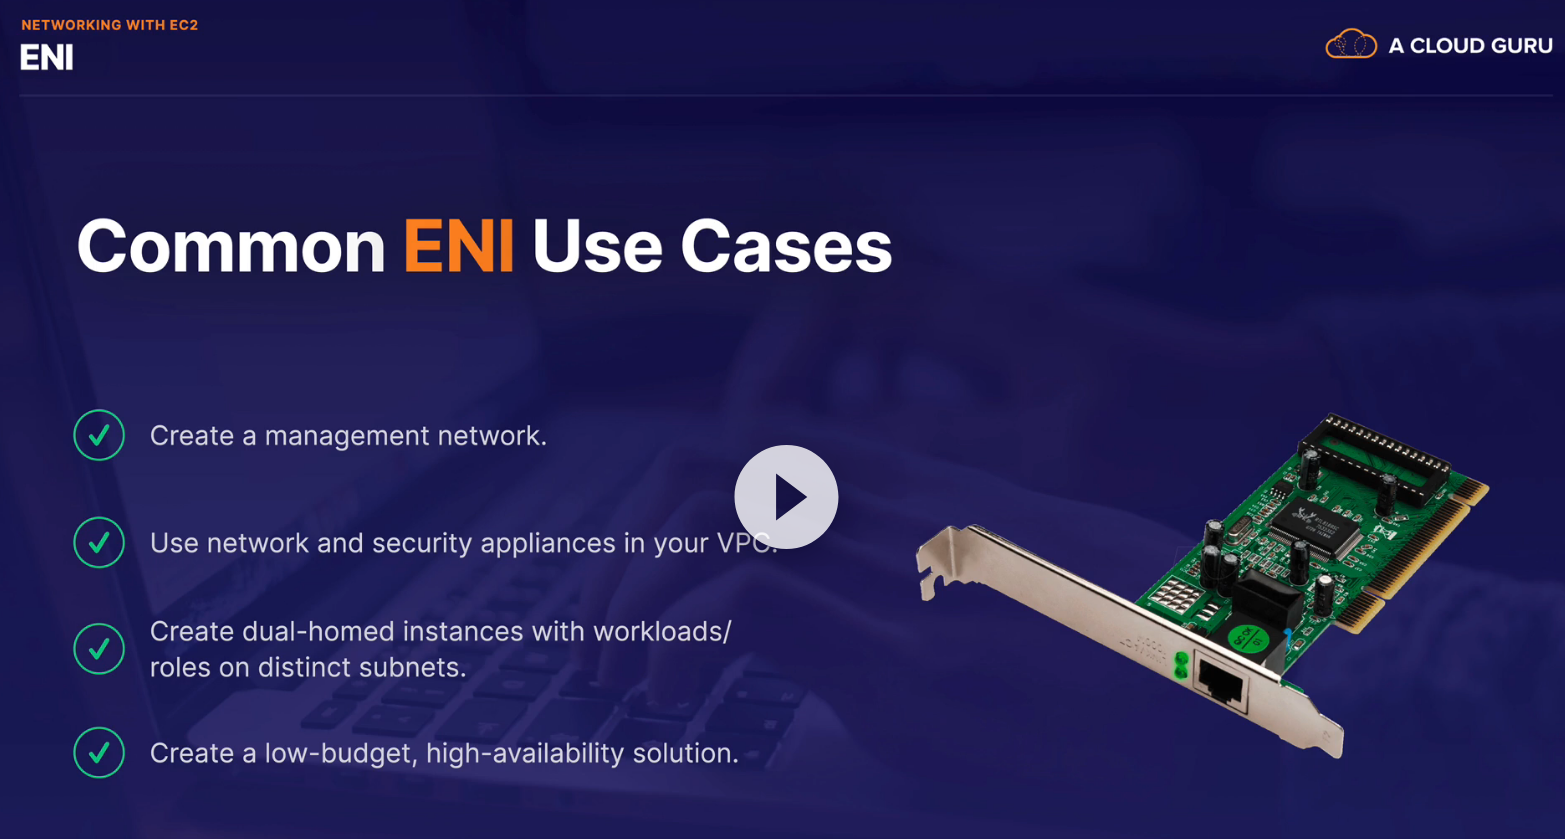 NETWORKING WITH EC2
ENI
A CLOUD GURU
Common ENI Use Cases
Create a management network.
Use network and security appliances in your VPC.
Create dual-homed instances with workloads/
roles on distinct subnets.
Create a low-budget, high-availability solution.